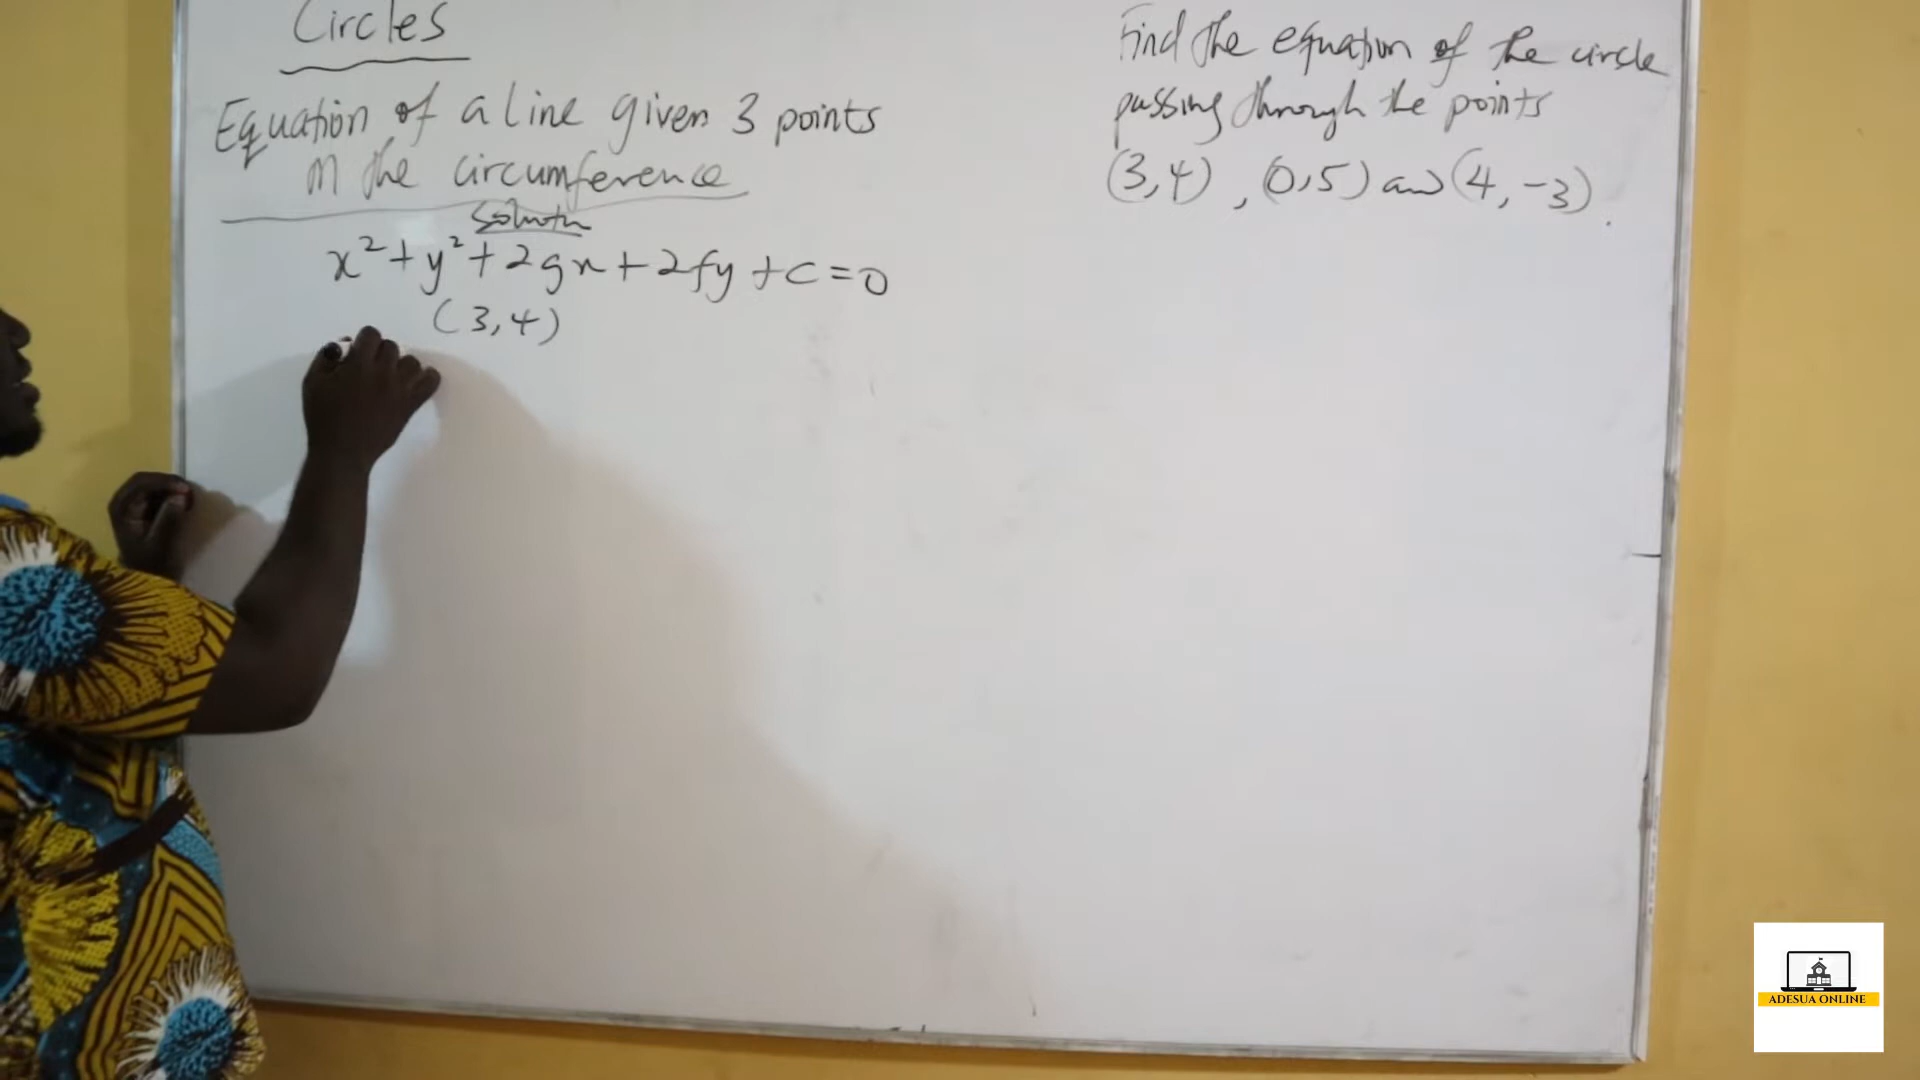 Circles
Equation of a line given 3 points
on the circumference
Solutn
x² + y² + 2gx + 2fy + c = 0
(3,4)
Find the equation of the circle
passing through the points
(3,4) , (0,5) and (4, -3) .
ADESUA ONLINE